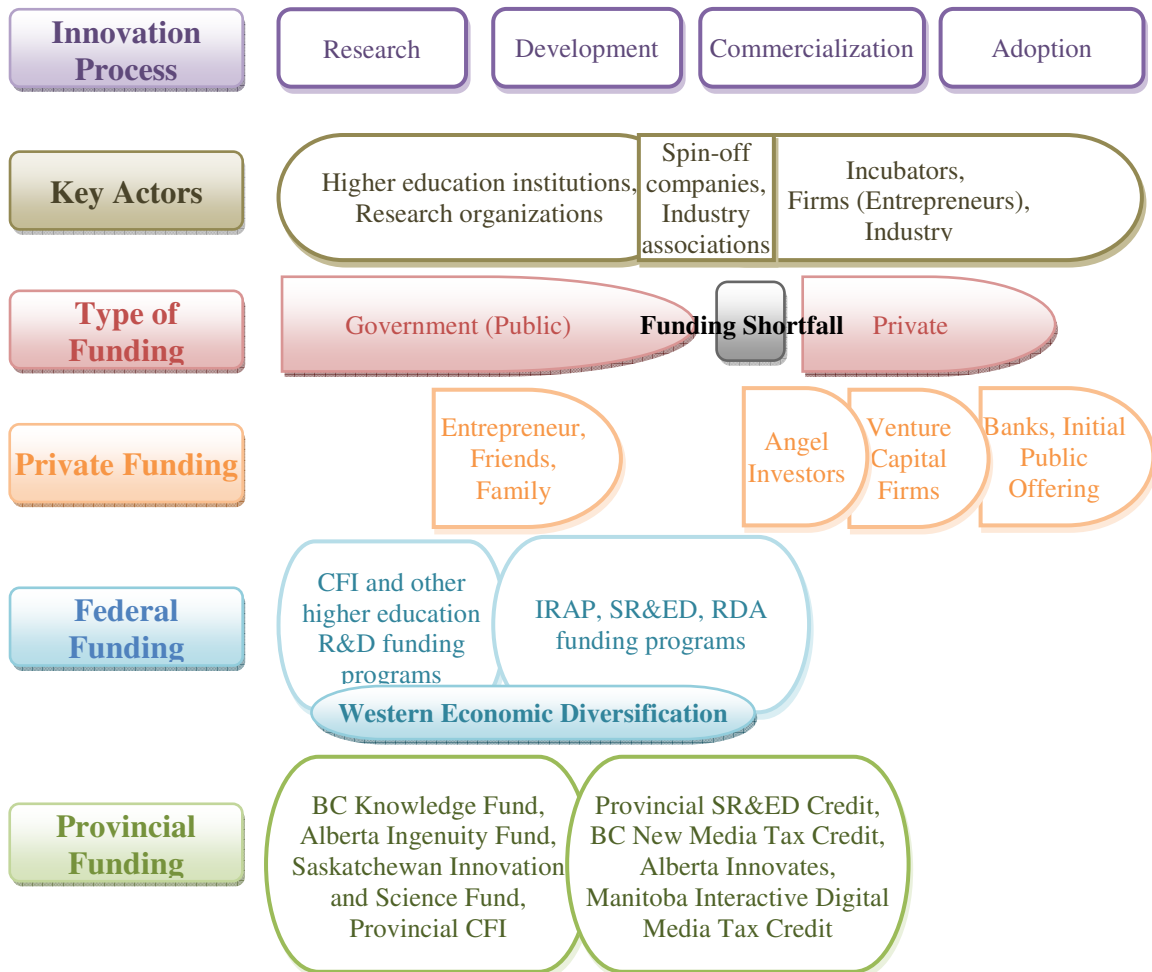 Innovation
Process
Research
Development
Commercialization
Adoption
Key Actors
Higher education institutions,
Research organizations
Spin-off
companies,
Industry
associations
Incubators,
Firms (Entrepreneurs),
Industry
Type of
Funding
Government (Public)
Funding Shortfall
Private
Private Funding
Entrepreneur,
Friends,
Family
Angel
Investors
Venture
Capital
Firms
Banks, Initial
Public
Offering
Federal
Funding
CFI and other
higher education
R&D funding
programs
IRAP, SR&ED, RDA
funding programs
Western Economic Diversification
Provincial
Funding
BC Knowledge Fund,
Alberta Ingenuity Fund,
Saskatchewan Innovation
and Science Fund,
Provincial CFI
Provincial SR&ED Credit,
BC New Media Tax Credit,
Alberta Innovates,
Manitoba Interactive Digital
Media Tax Credit